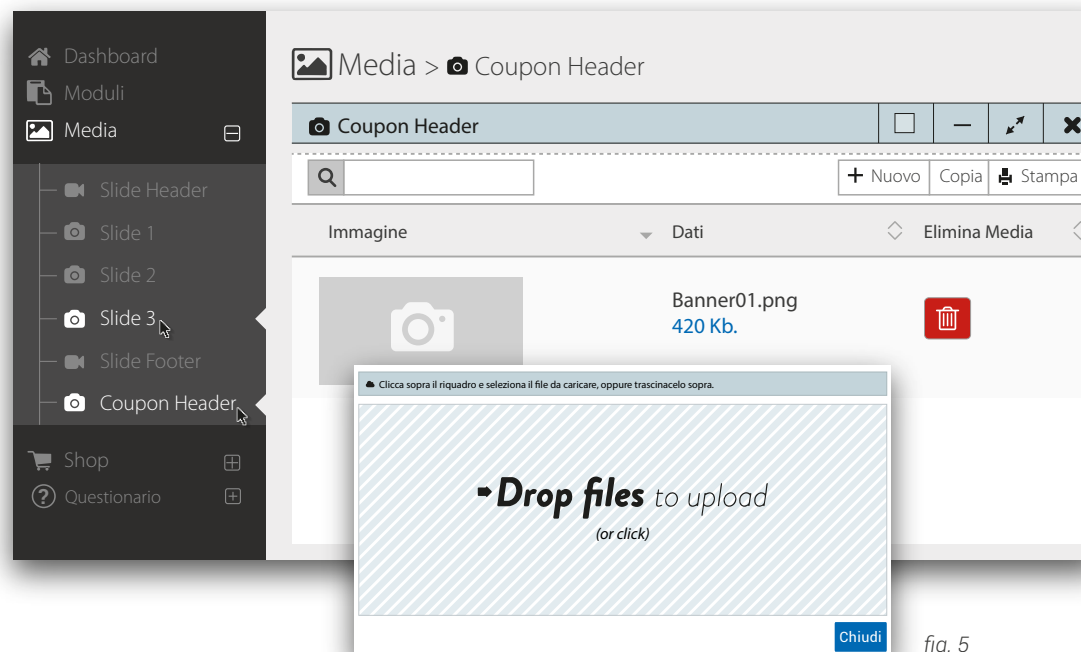 Dashboard
Moduli
Media
Slide Header
Slide 1
Slide 2
Slide 3
Slide Footer
Coupon Header
Shop
Questionario
Media > Coupon Header
Coupon Header
+ Nuovo Copia Stampa
Immagine Dati Elimina Media
Banner01.png
420 Kb.
Clicca sopra il riquadro e seleziona il file da caricare, oppure trascinacelo sopra.
Drop files to upload
(or click)
Chiudi
fig. 5